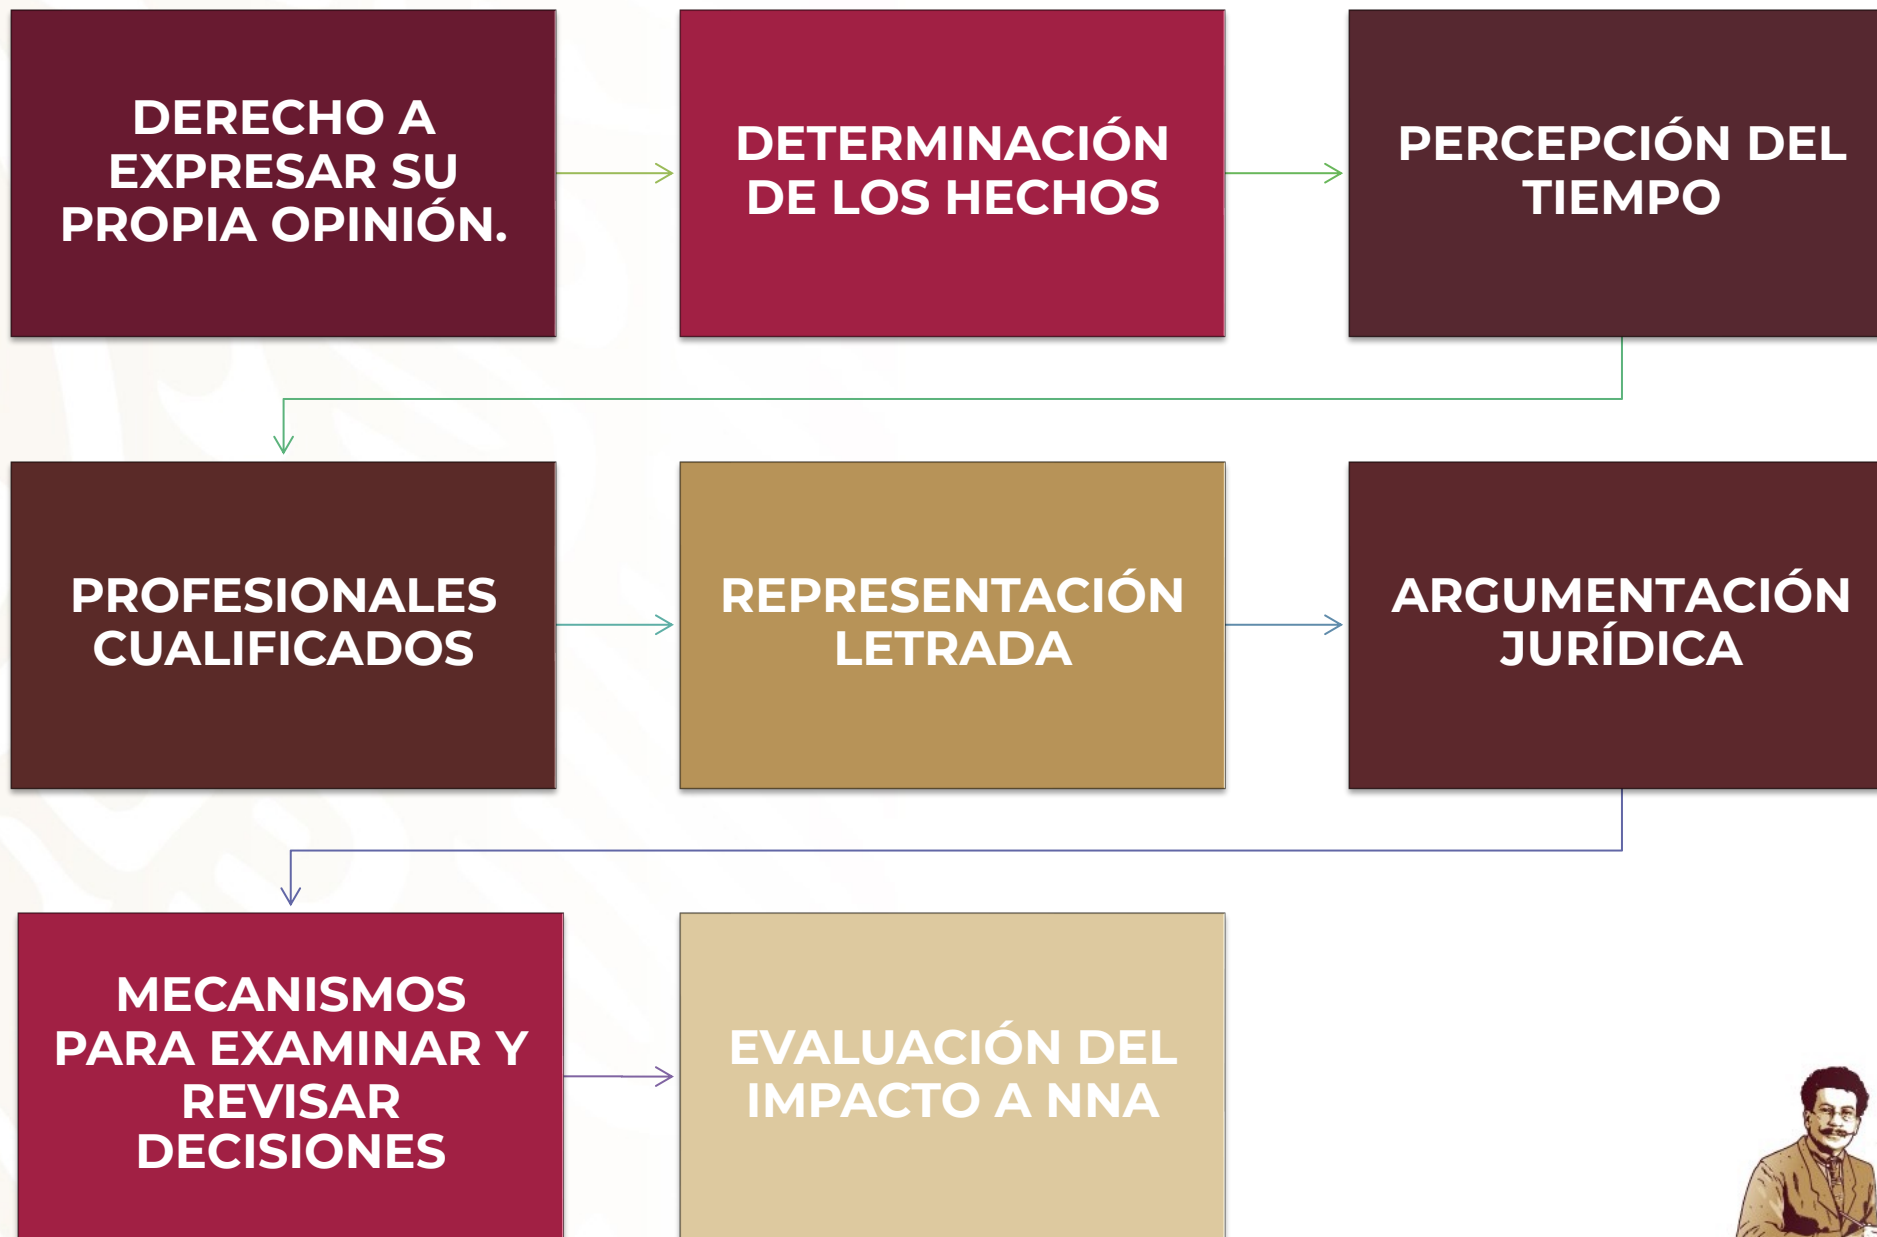 DERECHO A
EXPRESAR SU
PROPIA OPINIÓN.
DETERMINACIÓN
DE LOS HECHOS
PERCEPCIÓN DEL
TIEMPO
PROFESIONALES
CUALIFICADOS
REPRESENTACIÓN
LETRADA
ARGUMENTACIÓN
JURÍDICA
MECANISMOS
PARA EXAMINAR Y
REVISAR
DECISIONES
EVALUACIÓN DEL
IMPACTO A NNA